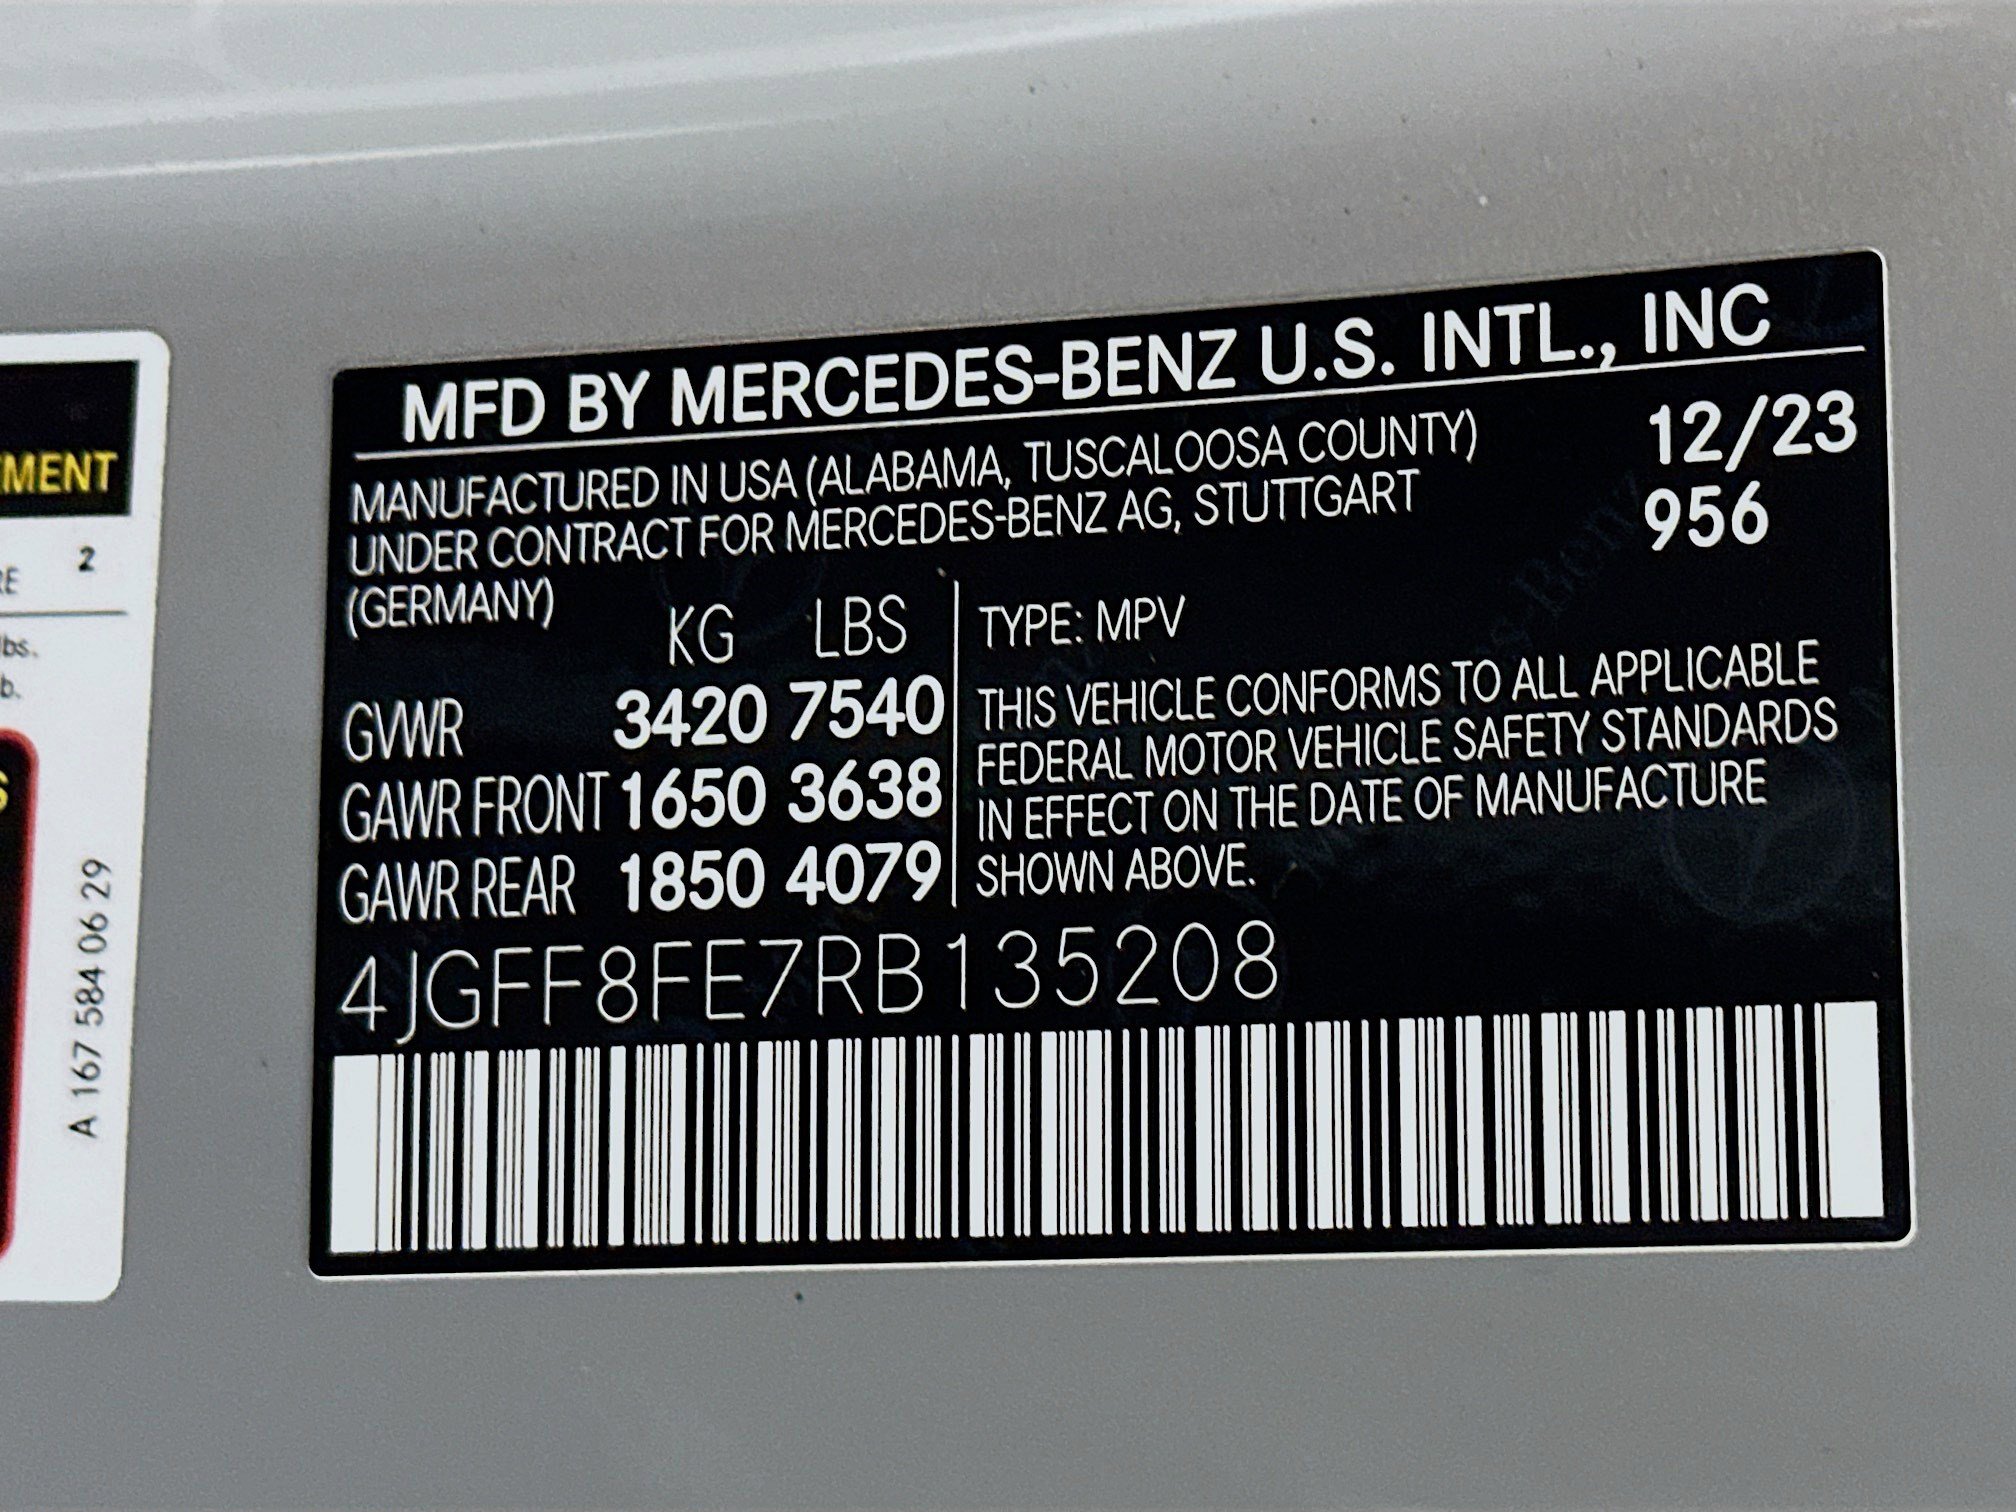 MENT
RE 2
lbs.
b.
S
A 167 584 06 29
MFD BY MERCEDES-BENZ U.S. INTL., INC
MANUFACTURED IN USA (ALABAMA, TUSCALOOSA COUNTY) 12/23
UNDER CONTRACT FOR MERCEDES-BENZ AG, STUTTGART 956
(GERMANY)
KG LBS
GVWR 3420 7540
GAWR FRONT 1650 3638
GAWR REAR 1850 4079
TYPE: MPV
THIS VEHICLE CONFORMS TO ALL APPLICABLE
FEDERAL MOTOR VEHICLE SAFETY STANDARDS
IN EFFECT ON THE DATE OF MANUFACTURE
SHOWN ABOVE.
4JGFF8FE7RB135208